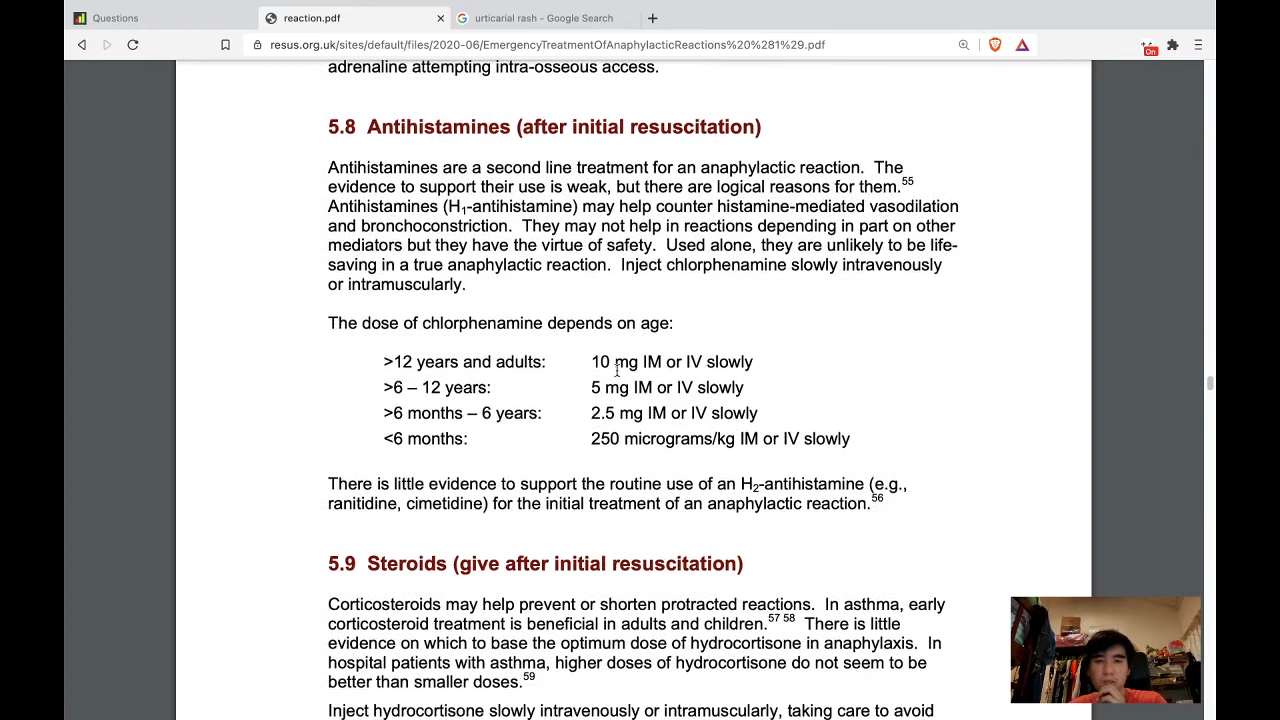 Questions
reaction.pdf
urticarial rash - Google Search
resus.org.uk/sites/default/files/2020-06/EmergencyTreatmentOfAnaphylacticReactions%20%281%29.pdf
On
adrenaline attempting intra-osseous access.
5.8 Antihistamines (after initial resuscitation)
Antihistamines are a second line treatment for an anaphylactic reaction. The
evidence to support their use is weak, but there are logical reasons for them.55
Antihistamines (H1-antihistamine) may help counter histamine-mediated vasodilation
and bronchoconstriction. They may not help in reactions depending in part on other
mediators but they have the virtue of safety. Used alone, they are unlikely to be life-
saving in a true anaphylactic reaction. Inject chlorphenamine slowly intravenously
or intramuscularly.
The dose of chlorphenamine depends on age:
>12 years and adults: 10 mg IM or IV slowly
>6 – 12 years: 5 mg IM or IV slowly
>6 months – 6 years: 2.5 mg IM or IV slowly
<6 months: 250 micrograms/kg IM or IV slowly
There is little evidence to support the routine use of an H2-antihistamine (e.g.,
ranitidine, cimetidine) for the initial treatment of an anaphylactic reaction.56
5.9 Steroids (give after initial resuscitation)
Corticosteroids may help prevent or shorten protracted reactions. In asthma, early
corticosteroid treatment is beneficial in adults and children.57 58 There is little
evidence on which to base the optimum dose of hydrocortisone in anaphylaxis. In
hospital patients with asthma, higher doses of hydrocortisone do not seem to be
better than smaller doses.59
Inject hydrocortisone slowly intravenously or intramuscularly, taking care to avoid